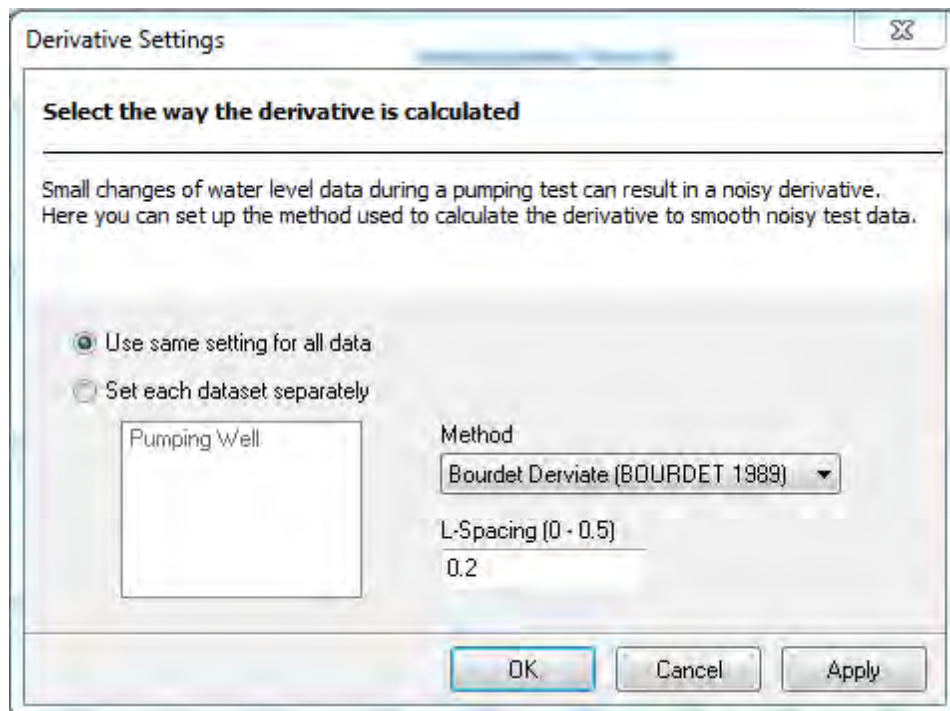 Derivative Settings
Select the way the derivative is calculated
Small changes of water level data during a pumping test can result in a noisy derivative.
Here you can set up the method used to calculate the derivative to smooth noisy test data.
Use same setting for all data
Set each dataset separately
Pumping Well
Method
Bourdet Derviate (BOURDET 1989)
L-Spacing (0 - 0.5)
0.2
OK
Cancel
Apply